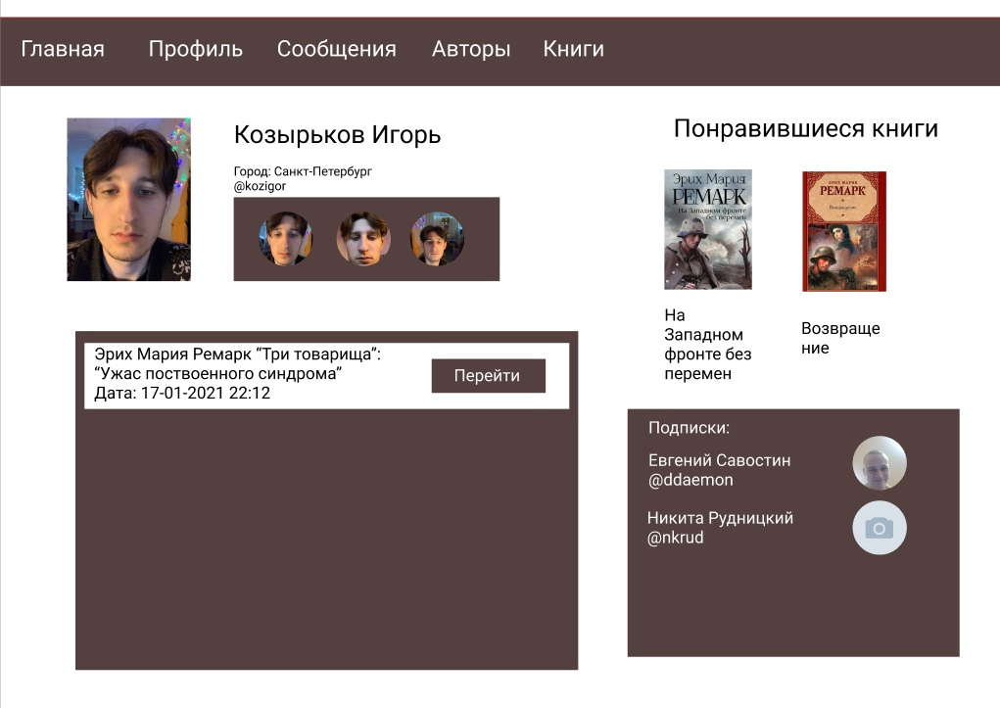 Главная Профиль Сообщения Авторы Книги
Козырьков Игорь
Город: Санкт-Петербург
@kozigor
Эрих Мария Ремарк “Три товарища”:
“Ужас поствоенного синдрома”
Дата: 17-01-2021 22:12
Перейти
Понравившиеся книги
Эрих Мария
РЕМАРК
На Западном фронте
без перемен
ЭРИХ МАРИЯ
РЕМАРК
Возвращение
На
Западном
фронте без
перемен
Возвраще
ние
Подписки:
Евгений Савостин
@ddaemon
Никита Рудницкий
@nkrud